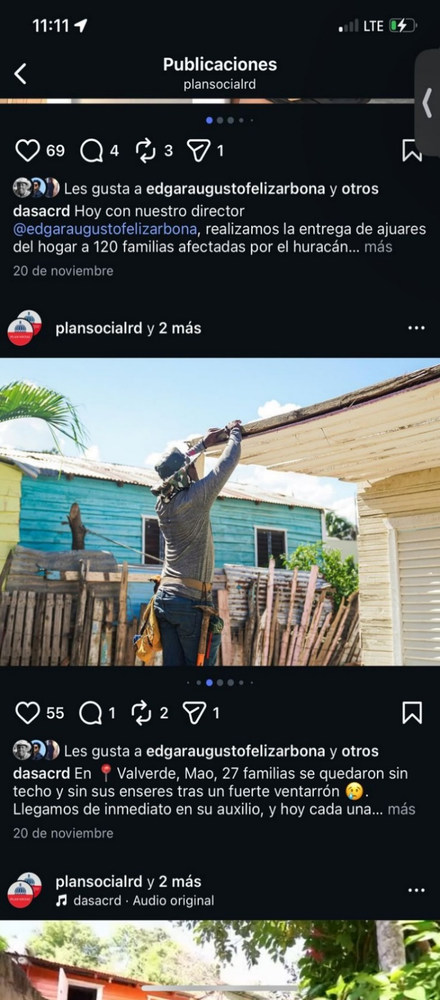 11:11
LTE
Publicaciones
plansocialrd
69 4 3 1
Les gusta a edgaraugustofelizarbona y otros
dasacrd Hoy con nuestro director
@edgaraugustofelizarbona, realizamos la entrega de ajuares
del hogar a 120 familias afectadas por el huracán... más
20 de noviembre
PLAN SOCIAL
plansocialrd y 2 más
55 1 2 1
Les gusta a edgaraugustofelizarbona y otros
dasacrd En 📍 Valverde, Mao, 27 familias se quedaron sin
techo y sin sus enseres tras un fuerte ventarrón 😢.
Llegamos de inmediato en su auxilio, y hoy cada una... más
20 de noviembre
PLAN SOCIAL
plansocialrd y 2 más
dasacrd · Audio original